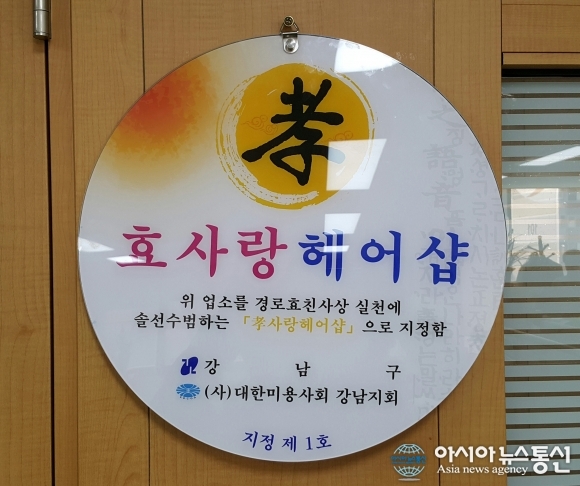 孝
효사랑 헤어샵
위 업소를 경로효친사상 실천에
솔선수범하는 「孝사랑헤어샵」으로 지정함
강 남 구
(사)대한미용사회 강남지회
지정 제 1호
아시아뉴스통신
Asia news agency